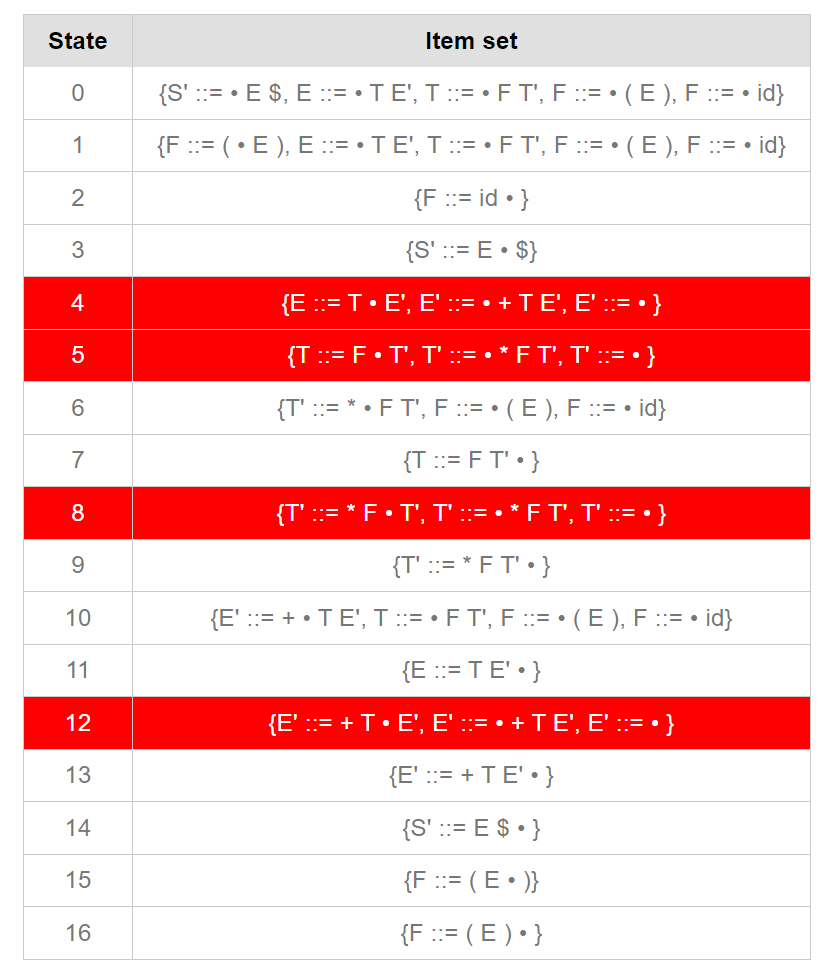 State Item set
0 {S' ::= • E $, E ::= • T E', T ::= • F T', F ::= • ( E ), F ::= • id}
1 {F ::= ( • E ), E ::= • T E', T ::= • F T', F ::= • ( E ), F ::= • id}
2 {F ::= id • }
3 {S' ::= E • $}
4 {E ::= T • E', E' ::= • + T E', E' ::= • }
5 {T ::= F • T', T' ::= • * F T', T' ::= • }
6 {T' ::= * • F T', F ::= • ( E ), F ::= • id}
7 {T ::= F T' • }
8 {T' ::= * F • T', T' ::= • * F T', T' ::= • }
9 {T' ::= * F T' • }
10 {E' ::= + • T E', T ::= • F T', F ::= • ( E ), F ::= • id}
11 {E ::= T E' • }
12 {E' ::= + T • E', E' ::= • + T E', E' ::= • }
13 {E' ::= + T E' • }
14 {S' ::= E $ • }
15 {F ::= ( E • )}
16 {F ::= ( E ) • }